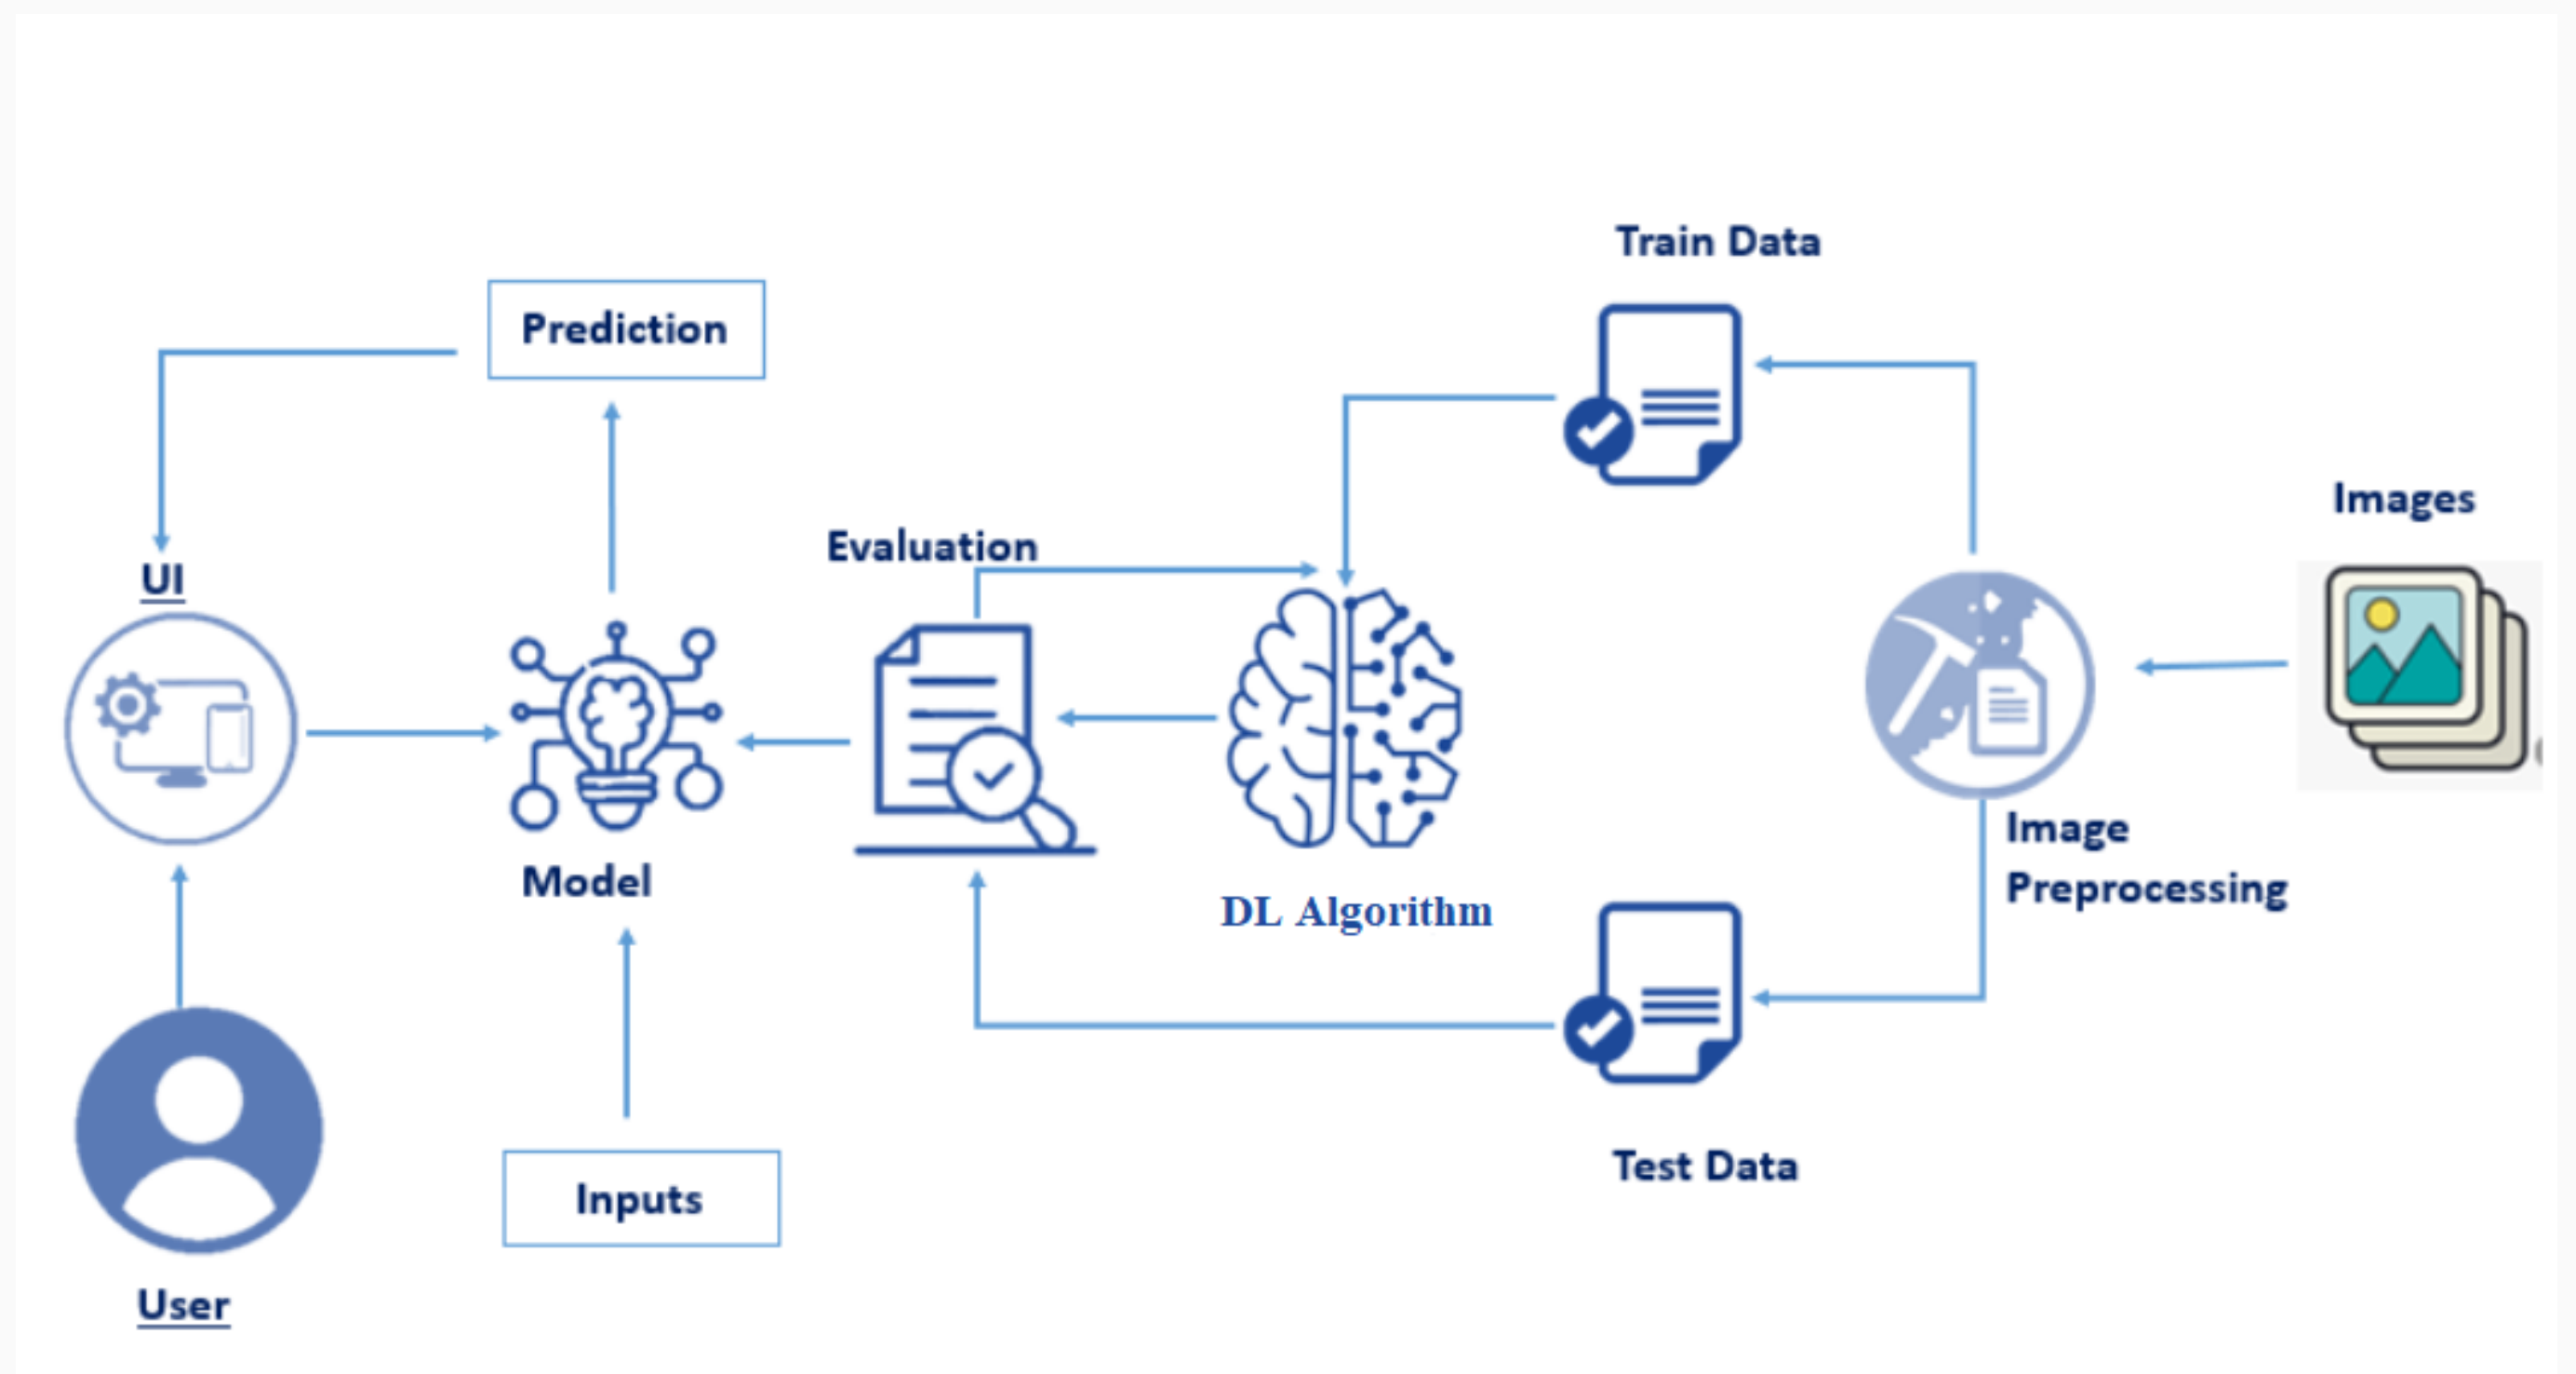 Train Data
Prediction
Images
Evaluation
UI
Image
Preprocessing
Model
DL Algorithm
Test Data
Inputs
User